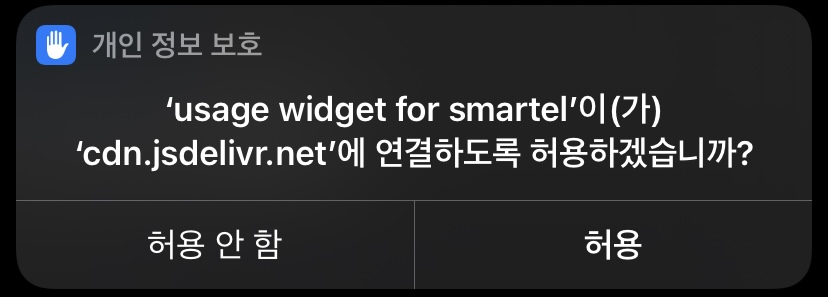 개인 정보 보호
‘usage widget for smartel’이(가)
‘cdn.jsdelivr.net’에 연결하도록 허용하겠습니까?
허용 안 함
허용